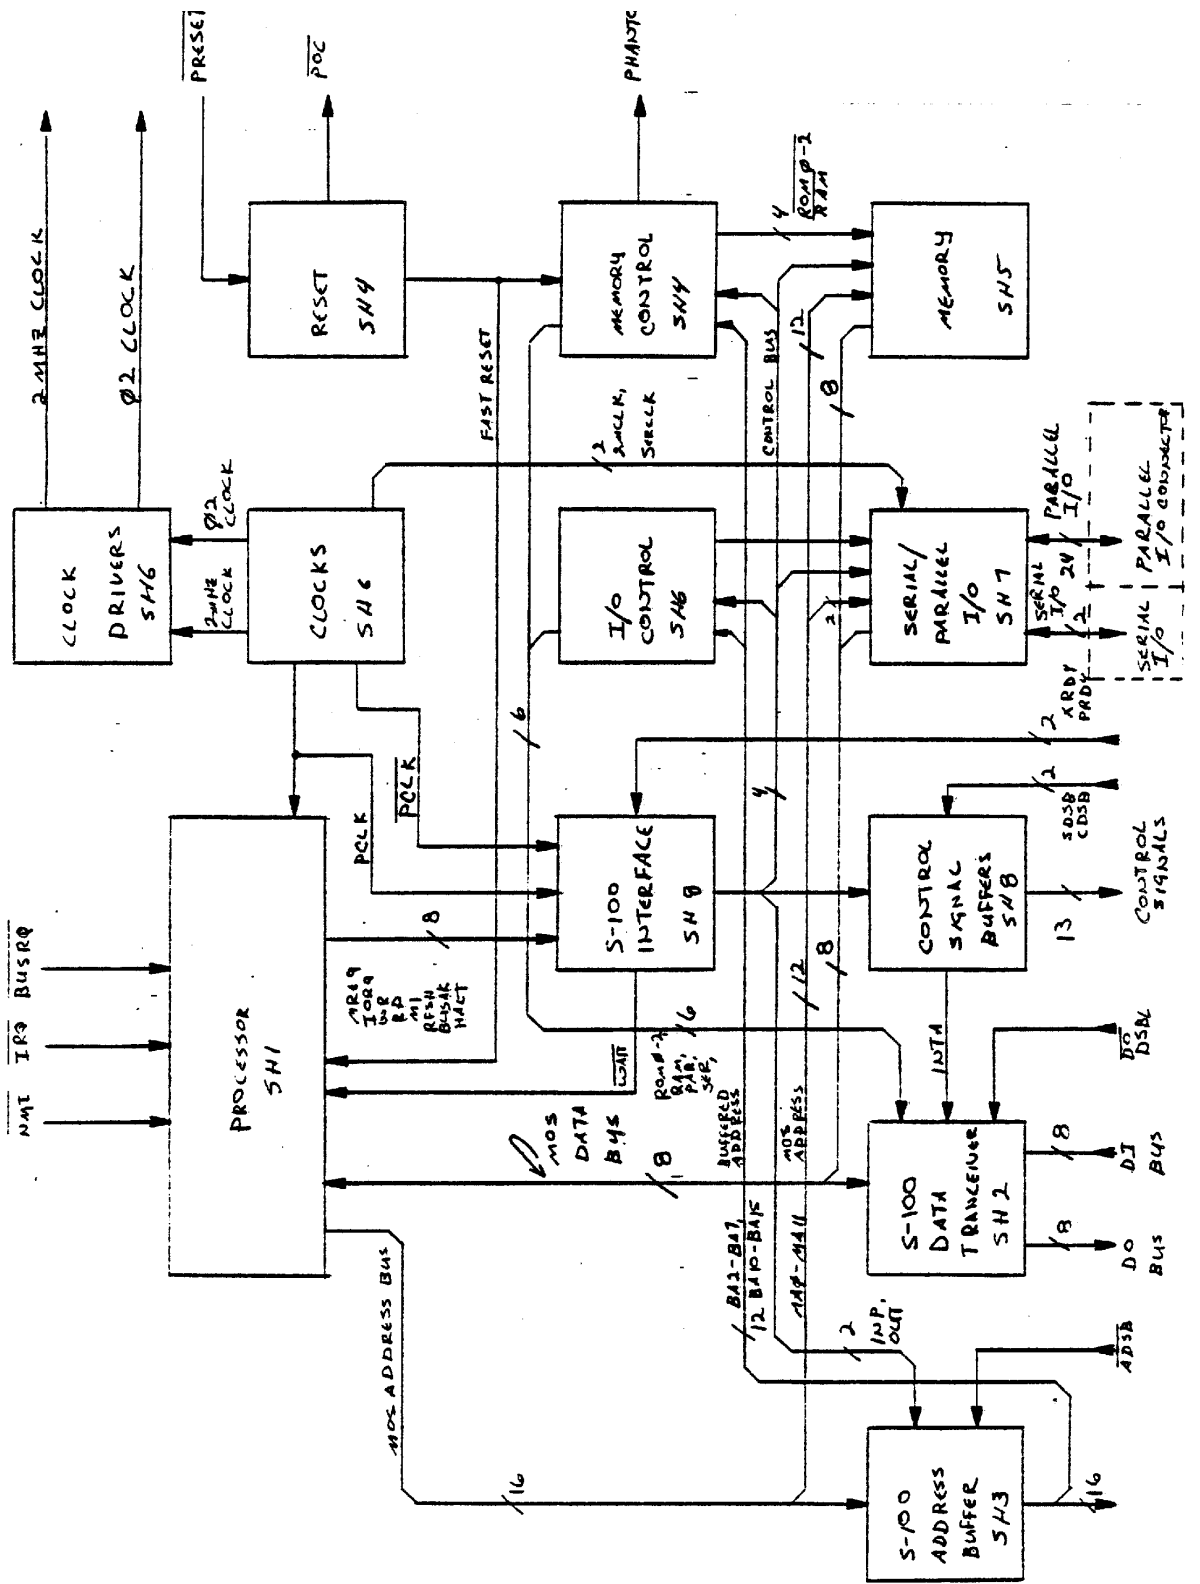 PRESET
POC
PHANTO
2MHZ CLOCK
Ø2 CLOCK
CLOCK
DRIVERS
SH6
Ø2
CLOCK
2MHZ
CLOCK
CLOCKS
SH6
RESET
SH4
FAST RESET
MEMORY
CONTROL
SH4
4
ROMØ-2
RAM
MEMORY
SH5
2
2MCLK,
SERCLK
CONTROL BUS
12
8
I/O
CONTROL
SH6
2
SERIAL/
PARALLEL
I/O
SH7
PARALLEL
I/O
24
SERIAL
I/O
2
PARALLEL
I/O CONNECTOR
SERIAL
I/O
6
4
2
XRDY
PRDY
PCLK
PCLK
NMI
IRQ
BUSRQ
PROCESSOR
SH1
8
MREQ
IORQ
WR
RD
M1
RFSH
BUSAK
HALT
S-100
INTERFACE
SH8
WAIT
CONTROL
SIGNAL
BUFFERS
SH8
2
SDSB
CDSB
13
CONTROL
SIGNALS
INTA
12
8
6
ROMØ-2
RAM,
PAR,
SER,
MOS
DATA
BUS
8
BUFFERED
ADDRESS
MOS
ADDRESS
S-100
DATA
TRANCEIVER
SH2
DO
DSBL
8
DI
BUS
8
DO
BUS
MOS ADDRESS BUS
16
BA2-BA7,
12 BA10-BA15
MAØ-MA11
2
INP,
OUT
ADSB
S-100
ADDRESS
BUFFER
SH3
16